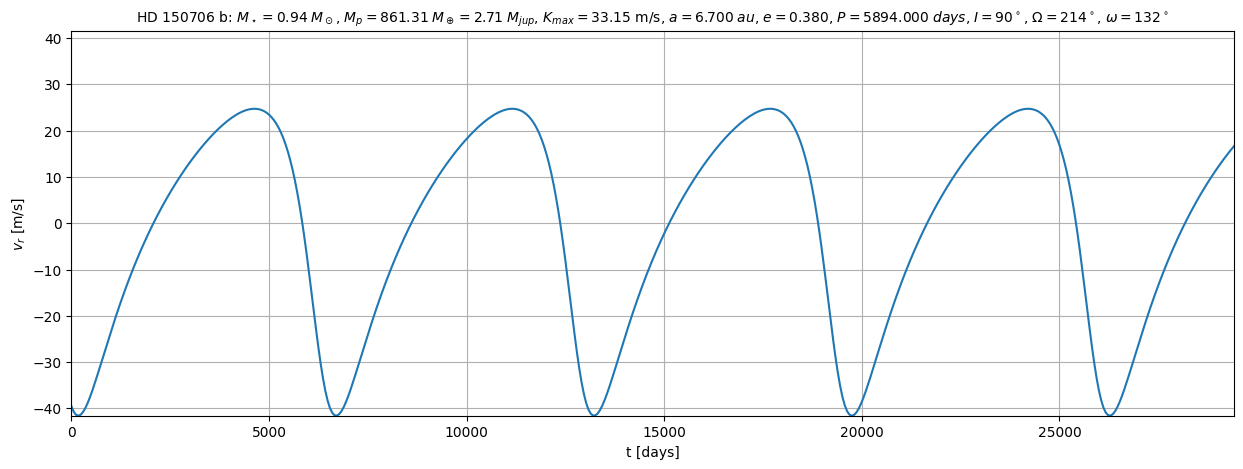 HD 150706 b: M⋆ = 0.94 M⊙, Mp = 861.31 M⊕ = 2.71 Mjup, Kmax = 33.15 m/s, a = 6.700 au, e = 0.380, P = 5894.000 days, I = 90°, Ω = 214°, ω = 132°
40
30
20
10
0
−10
−20
−30
−40
vr [m/s]
0 5000 10000 15000 20000 25000
t [days]